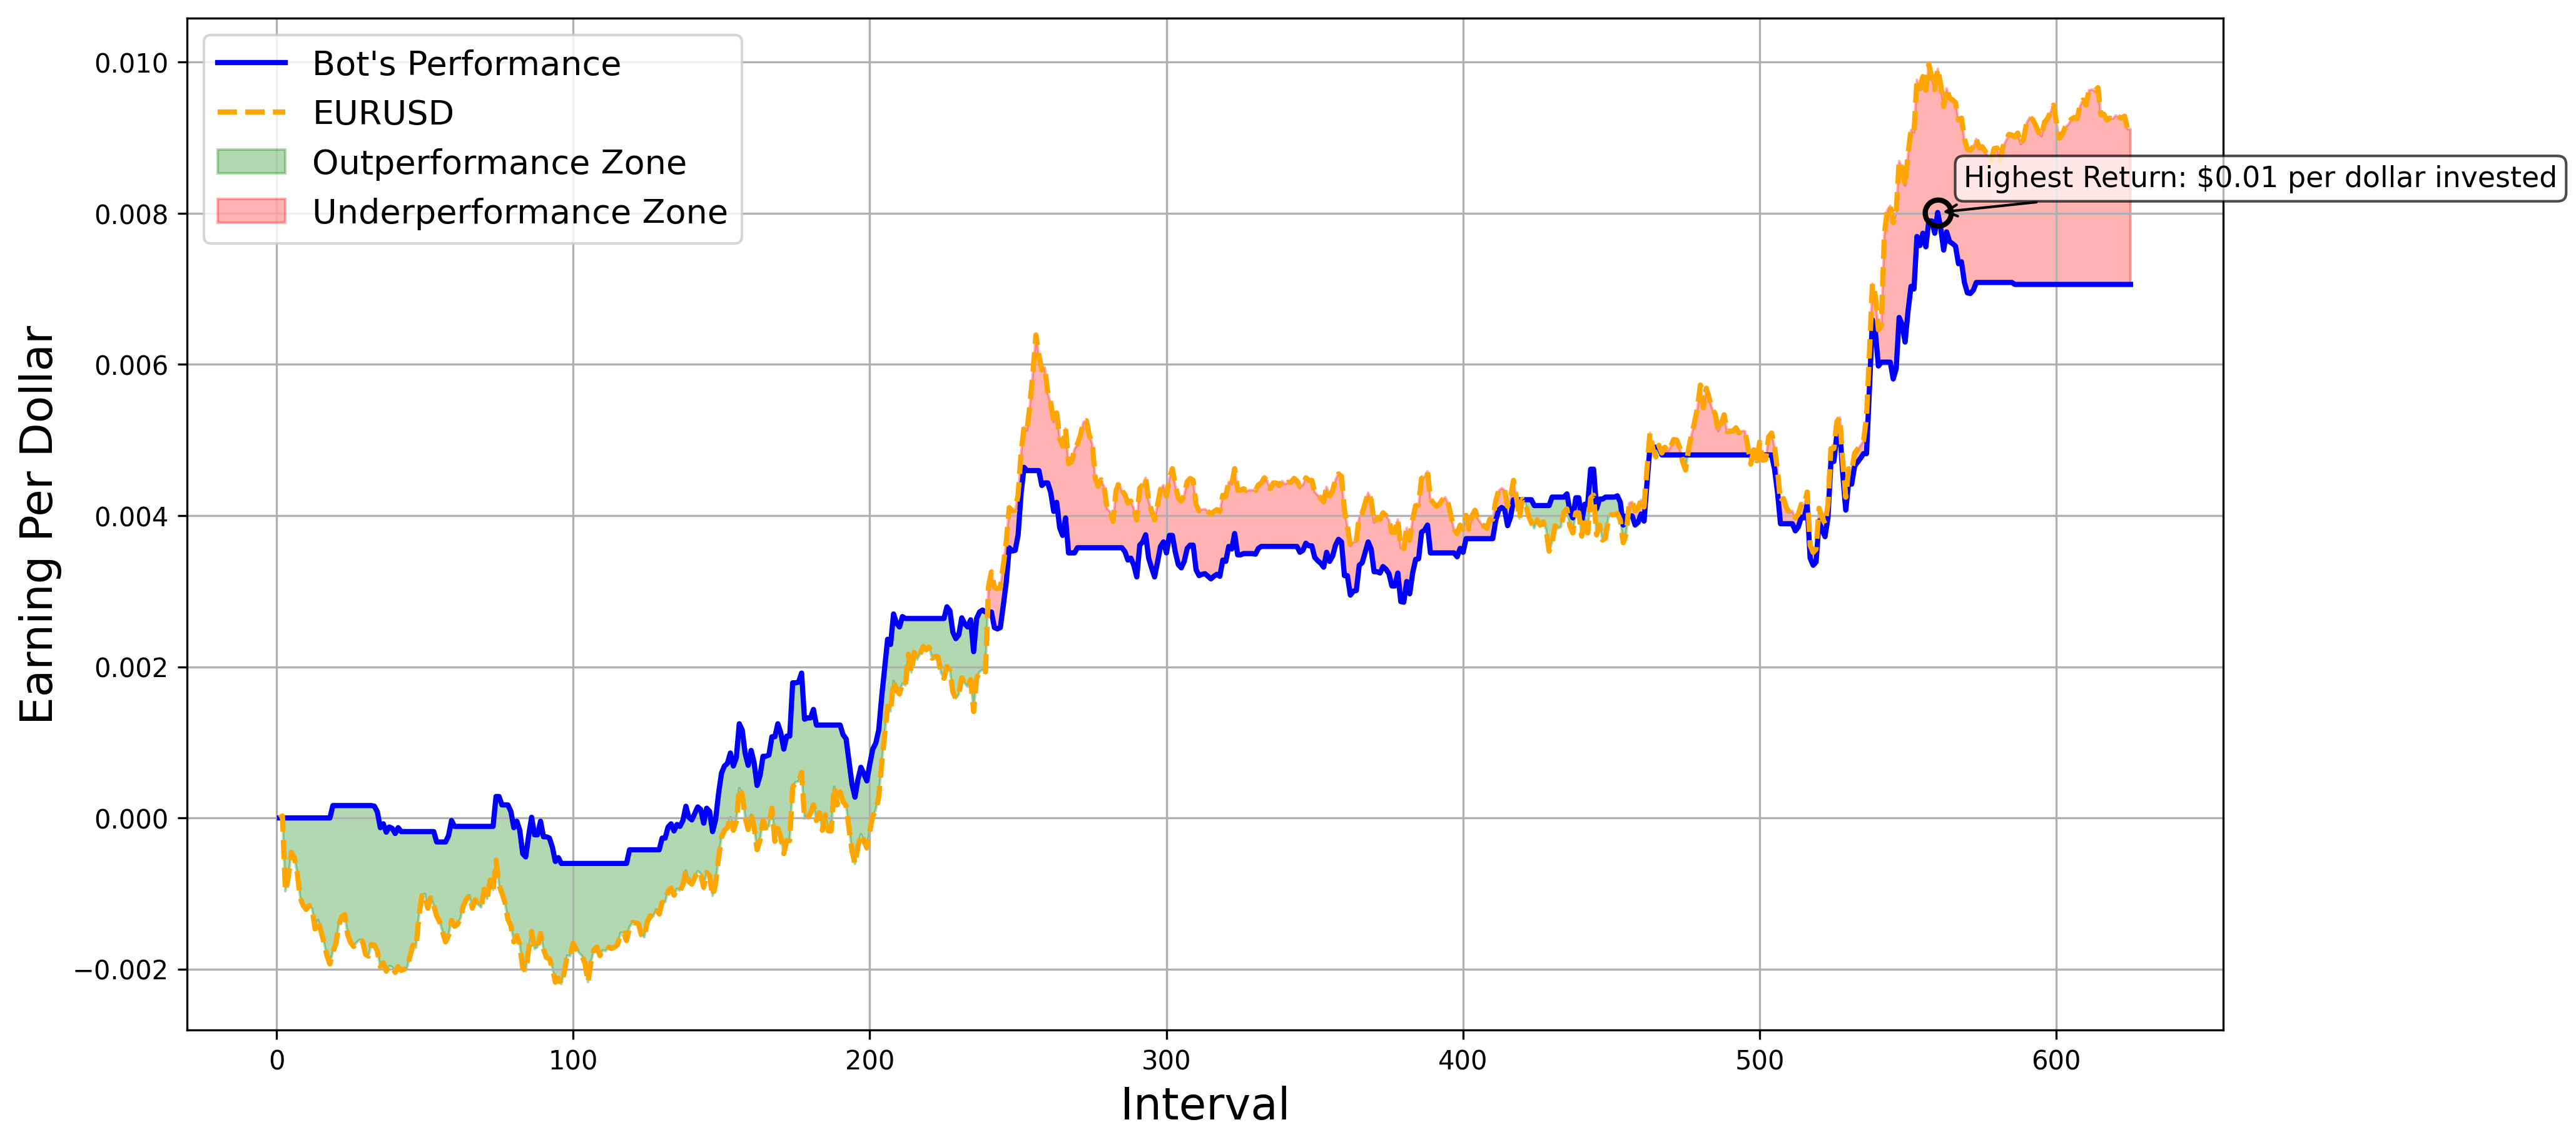 Bot's Performance
EURUSD
Outperformance Zone
Underperformance Zone
Highest Return: $0.01 per dollar invested
Earning Per Dollar
0.010
0.008
0.006
0.004
0.002
0.000
−0.002
0 100 200 300 400 500 600
Interval